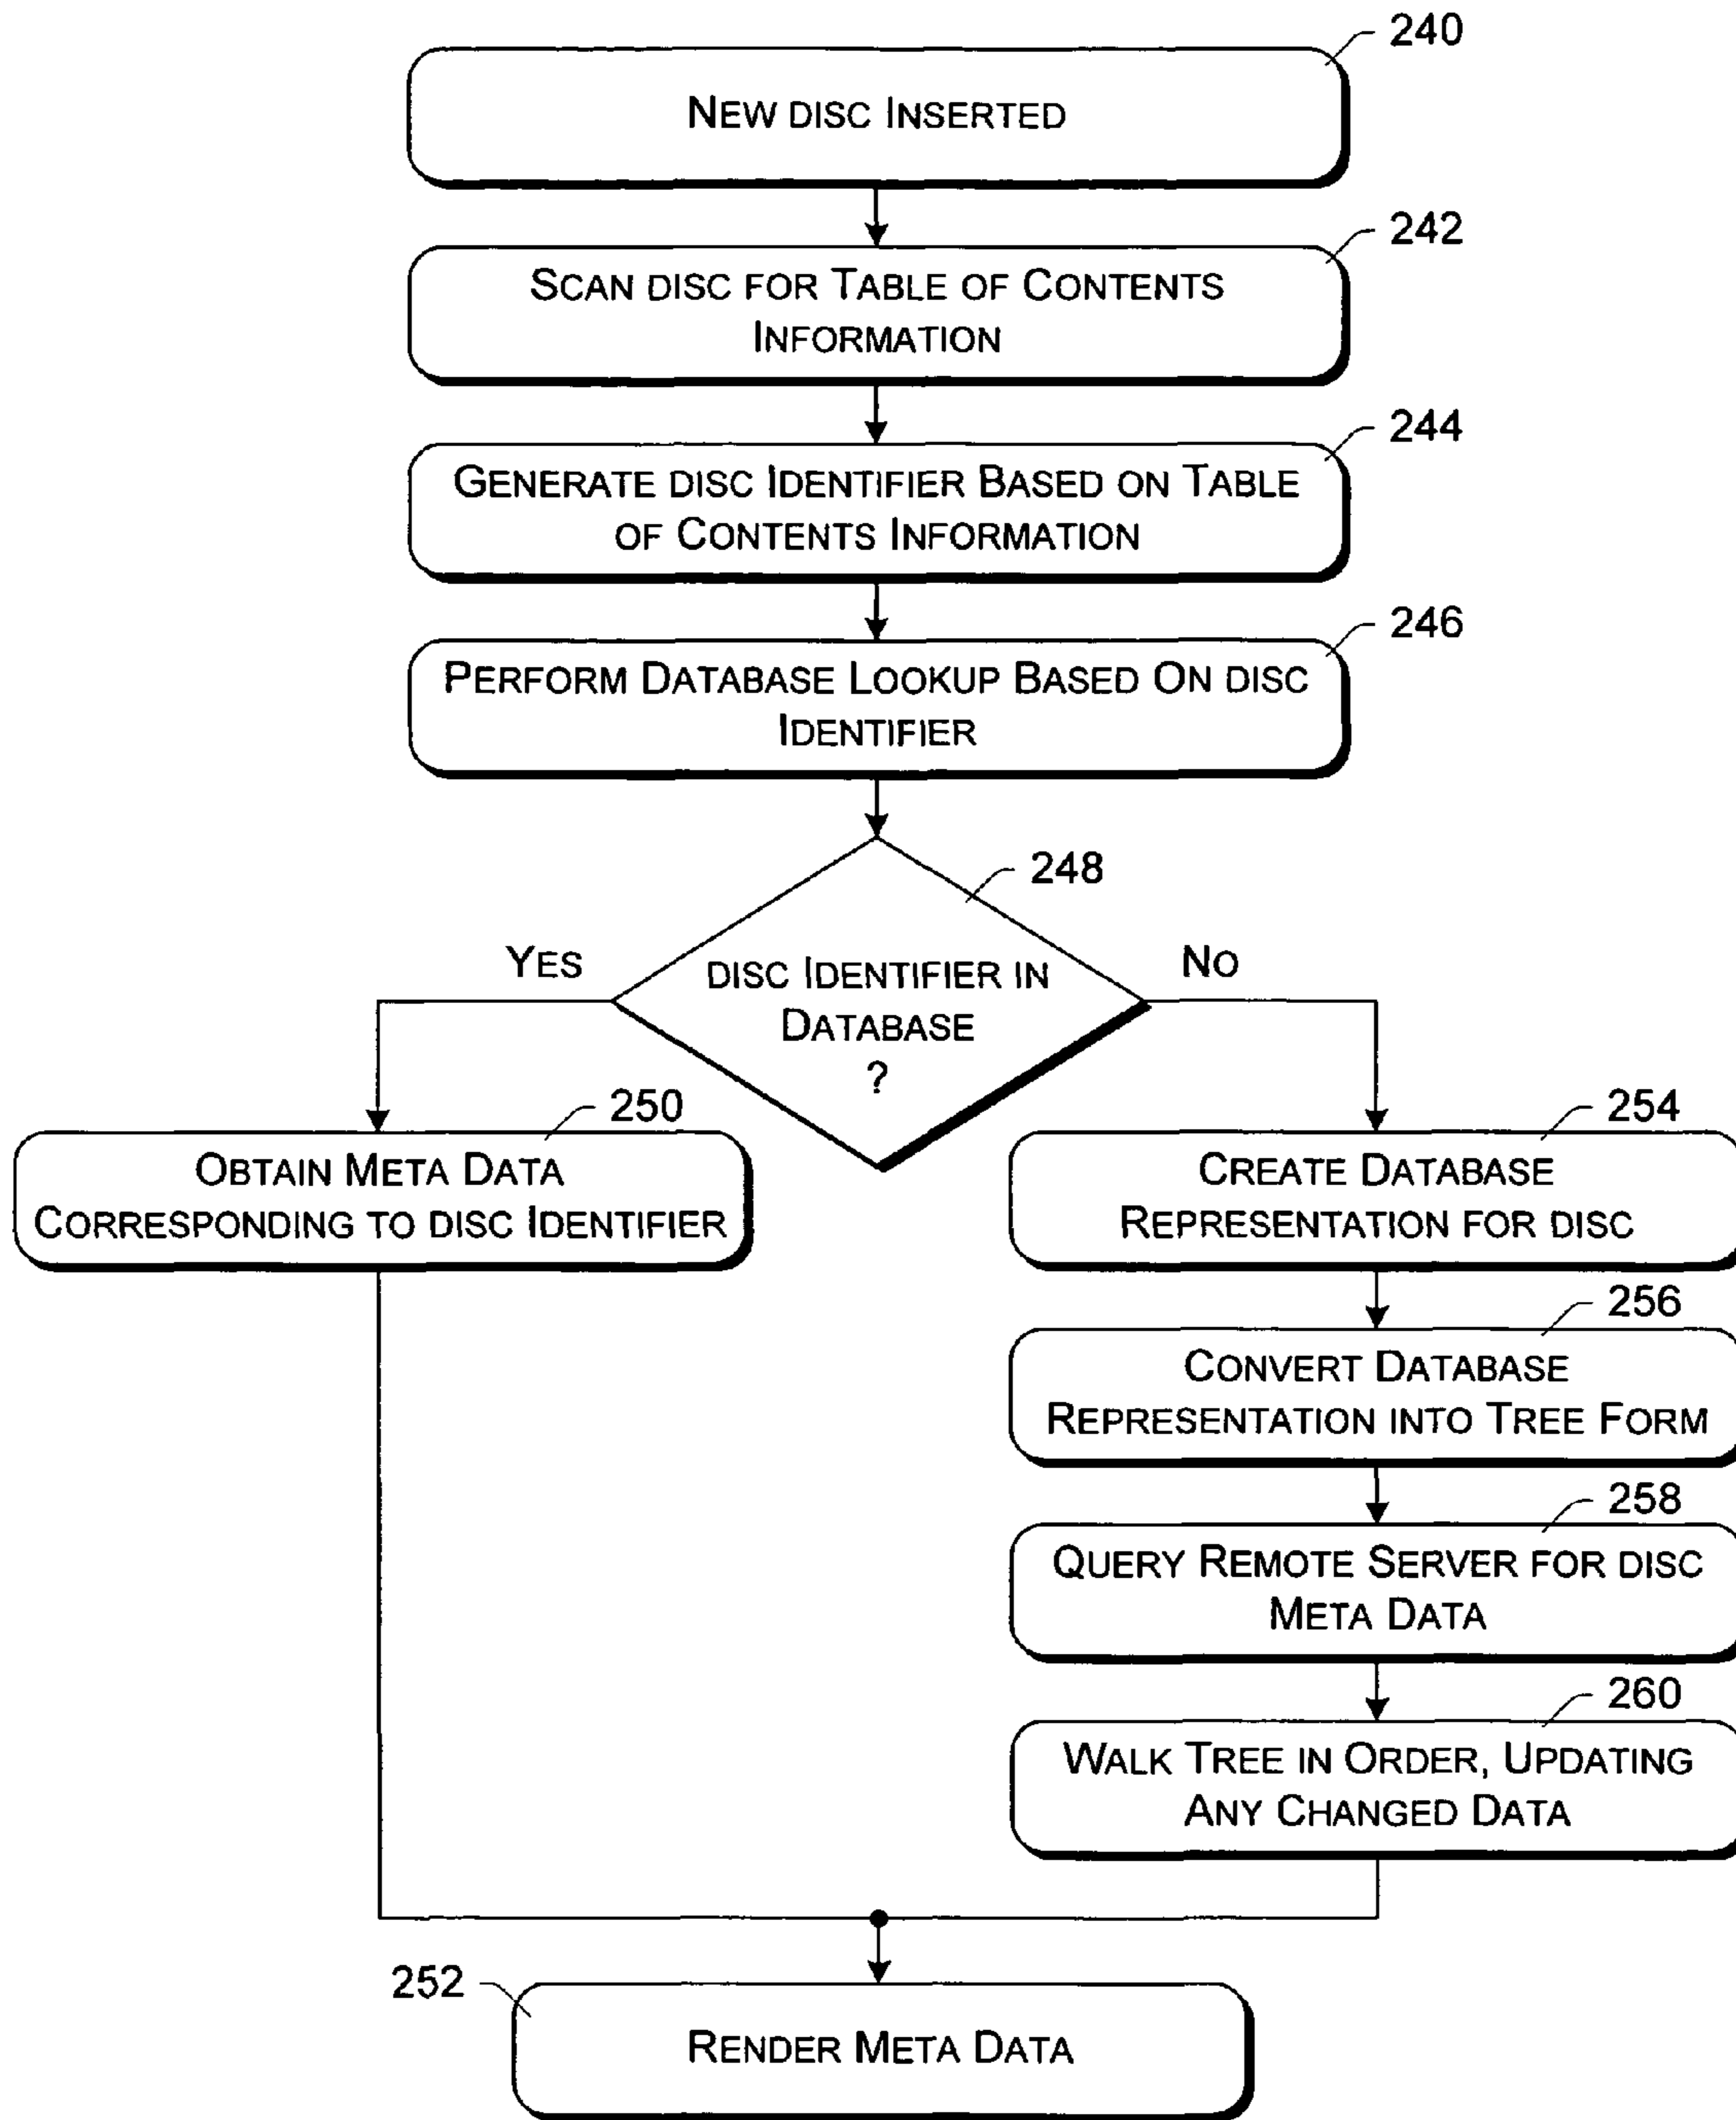 240
NEW DISC INSERTED
242
SCAN DISC FOR TABLE OF CONTENTS
INFORMATION
244
GENERATE DISC IDENTIFIER BASED ON TABLE
OF CONTENTS INFORMATION
246
PERFORM DATABASE LOOKUP BASED ON DISC
IDENTIFIER
248
YES
NO
DISC IDENTIFIER IN
DATABASE
?
250
OBTAIN META DATA
CORRESPONDING TO DISC IDENTIFIER
254
CREATE DATABASE
REPRESENTATION FOR DISC
256
CONVERT DATABASE
REPRESENTATION INTO TREE FORM
258
QUERY REMOTE SERVER FOR DISC
META DATA
260
WALK TREE IN ORDER, UPDATING
ANY CHANGED DATA
252
RENDER META DATA